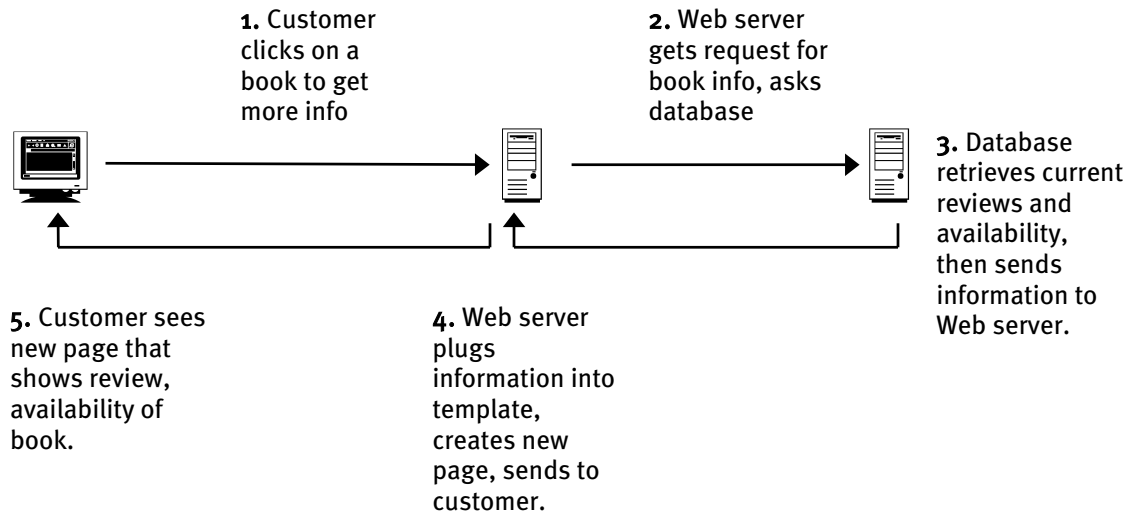 1. Customer
clicks on a
book to get
more info
2. Web server
gets request for
book info, asks
database
3. Database
retrieves current
reviews and
availability,
then sends
information to
Web server.
4. Web server
plugs
information into
template,
creates new
page, sends to
customer.
5. Customer sees
new page that
shows review,
availability of
book.